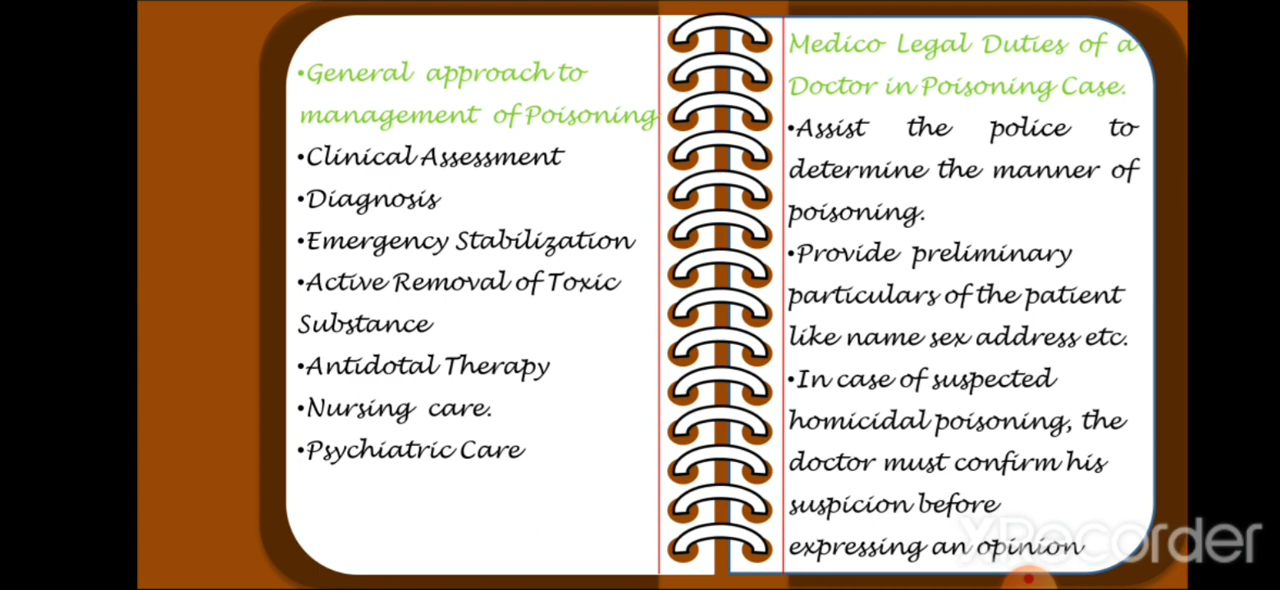 •General approach to
management of Poisoning
•Clinical Assessment
•Diagnosis
•Emergency Stabilization
•Active Removal of Toxic
Substance
•Antidotal Therapy
•Nursing care.
•Psychiatric Care
Medico Legal Duties of a
Doctor in Poisoning Case.
•Assist the police to
determine the manner of
poisoning.
•Provide preliminary
particulars of the patient
like name sex address etc.
•In case of suspected
homicidal poisoning, the
doctor must confirm his
suspicion before
expressing an opinion
XRecorder